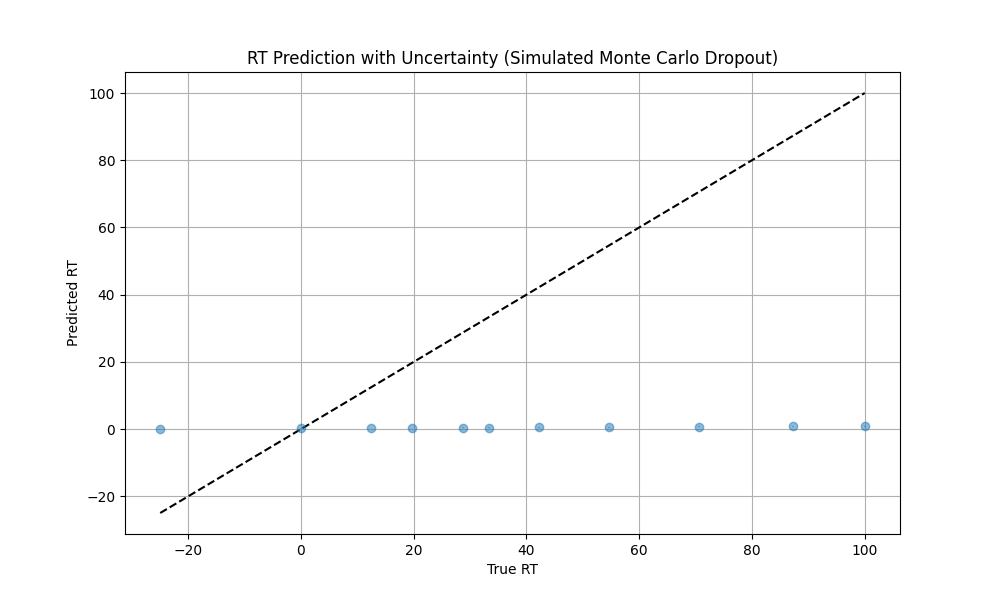 RT Prediction with Uncertainty (Simulated Monte Carlo Dropout)
100
80
60
40
20
0
−20
Predicted RT
−20 0 20 40 60 80 100
True RT